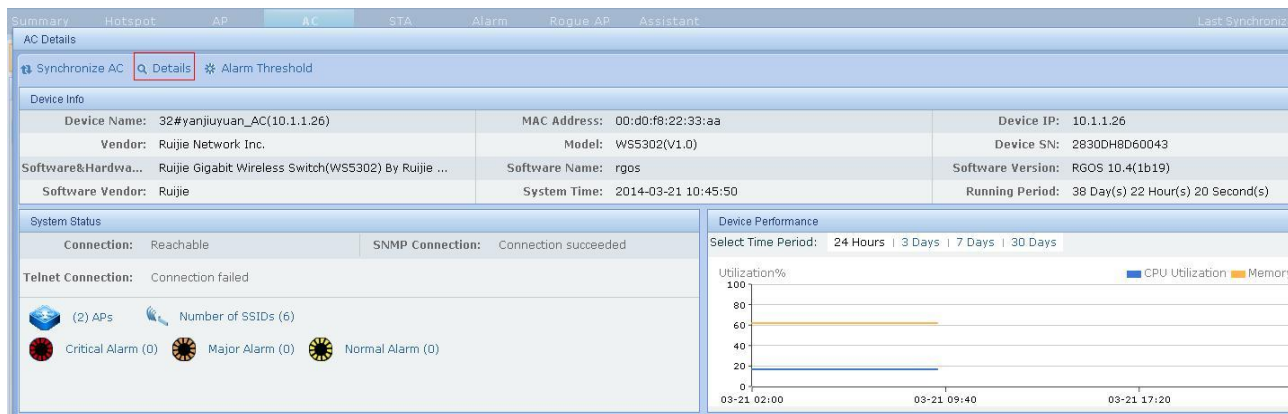 Summary Hotspot AP AC STA Alarm Rogue AP Assistant Last Synchroniz
AC Details
Synchronize AC Details Alarm Threshold
Device Info
Device Name: 32#yanjiuyuan_AC(10.1.1.26) MAC Address: 00:d0:f8:22:33:aa Device IP: 10.1.1.26
Vendor: Ruijie Network Inc. Model: WS5302(V1.0) Device SN: 2830DH8D60043
Software&Hardwa... Ruijie Gigabit Wireless Switch(WS5302) By Ruijie ... Software Name: rgos Software Version: RGOS 10.4(1b19)
Software Vendor: Ruijie System Time: 2014-03-21 10:45:50 Running Period: 38 Day(s) 22 Hour(s) 20 Second(s)
System Status
Connection: Reachable SNMP Connection: Connection succeeded
Telnet Connection: Connection failed
(2) APs Number of SSIDs (6)
Critical Alarm (0) Major Alarm (0) Normal Alarm (0)
Device Performance
Select Time Period: 24 Hours | 3 Days | 7 Days | 30 Days
Utilization% CPU Utilization Memory
100
80
60
40
20
0
03-21 02:00 03-21 09:40 03-21 17:20